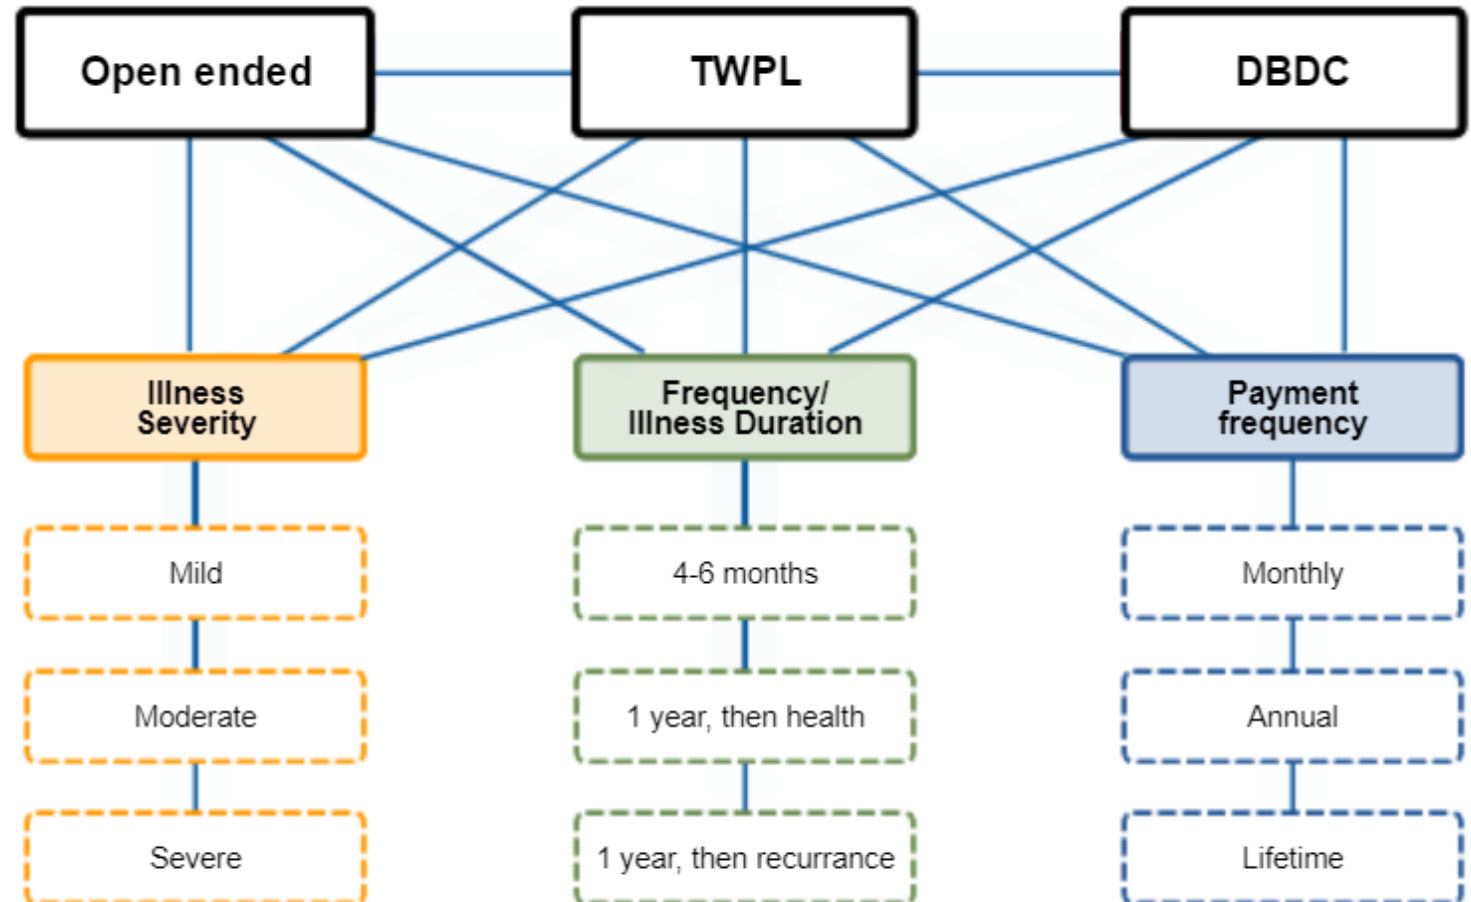 Open ended
TWPL
DBDC
Illness
Severity
Frequency/
Illness Duration
Payment
frequency
Mild
4-6 months
Monthly
Moderate
1 year, then health
Annual
Severe
1 year, then recurrance
Lifetime